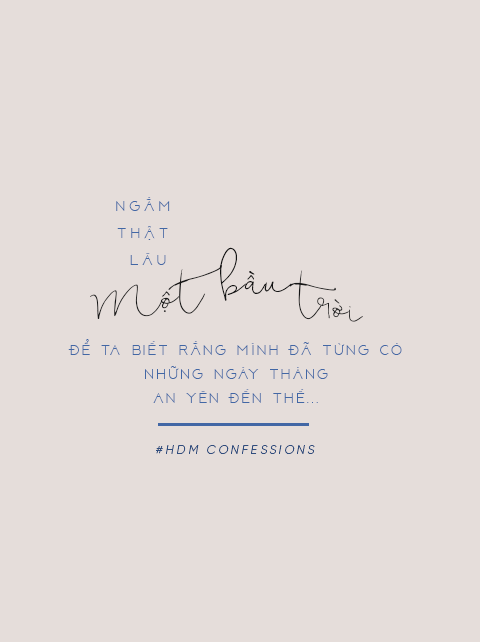 NGẮM
THẬT
LÂU
Một bầu trời
ĐỂ TA BIẾT RẰNG MÌNH ĐÃ TỪNG CÓ
NHỮNG NGÀY THÁNG
AN YÊN ĐẾN THẾ...
#HDM CONFESSIONS